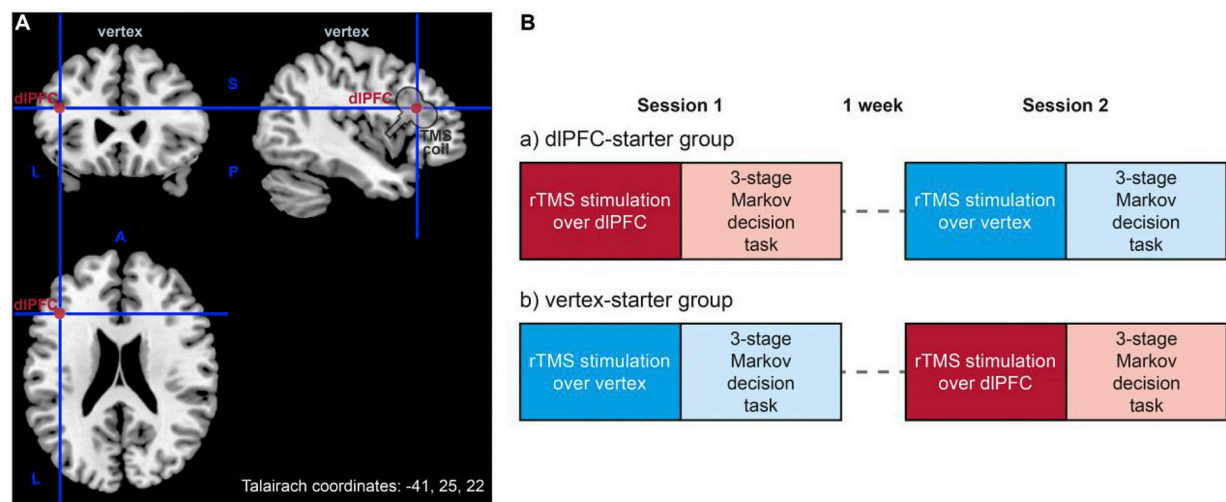 A
vertex
vertex
S
dlPFC
dlPFC
TMS
coil
L
P
A
dlPFC
L
Talairach coordinates: -41, 25, 22
B
Session 1
1 week
Session 2
a) dlPFC-starter group
rTMS stimulation
over dlPFC
3-stage
Markov
decision
task
rTMS stimulation
over vertex
3-stage
Markov
decision
task
b) vertex-starter group
rTMS stimulation
over vertex
3-stage
Markov
decision
task
rTMS stimulation
over dlPFC
3-stage
Markov
decision
task